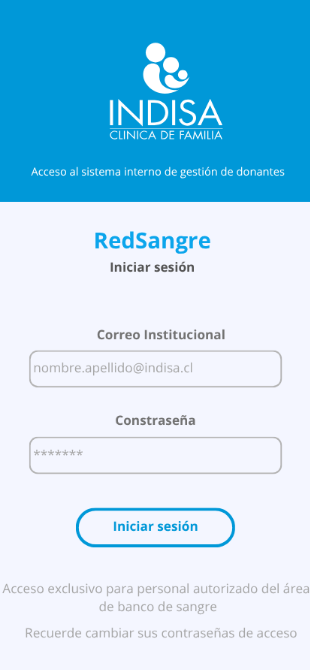 INDISA
CLINICA DE FAMILIA
Acceso al sistema interno de gestión de donantes
RedSangre
Iniciar sesión
Correo Institucional
nombre.apellido@indisa.cl
Constraseña
*******
Iniciar sesión
Acceso exclusivo para personal autorizado del área
de banco de sangre
Recuerde cambiar sus contraseñas de acceso